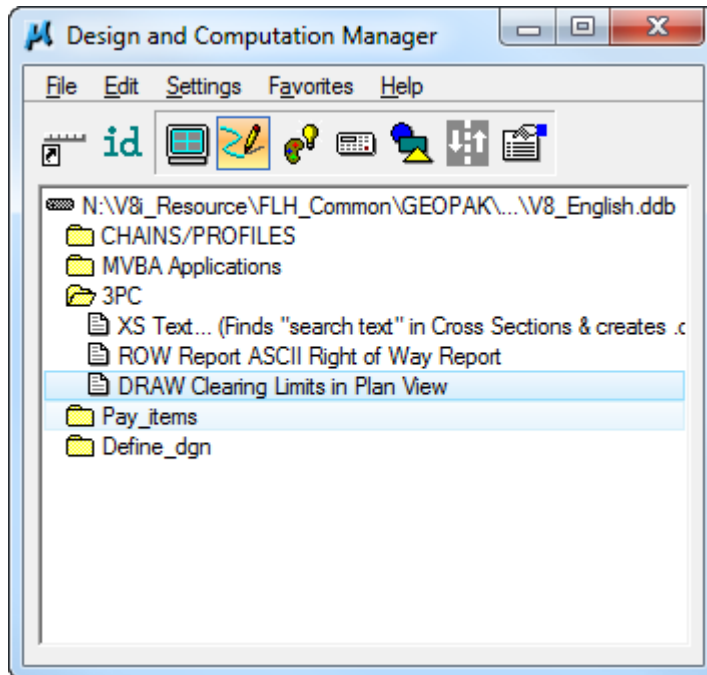 Design and Computation Manager
File Edit Settings Favorites Help
id
N:\V8i_Resource\FLH_Common\GEOPAK\...\V8_English.ddb
CHAINS/PROFILES
MVBA Applications
3PC
XS Text... (Finds "search text" in Cross Sections & creates .c
ROW Report ASCII Right of Way Report
DRAW Clearing Limits in Plan View
Pay_items
Define_dgn